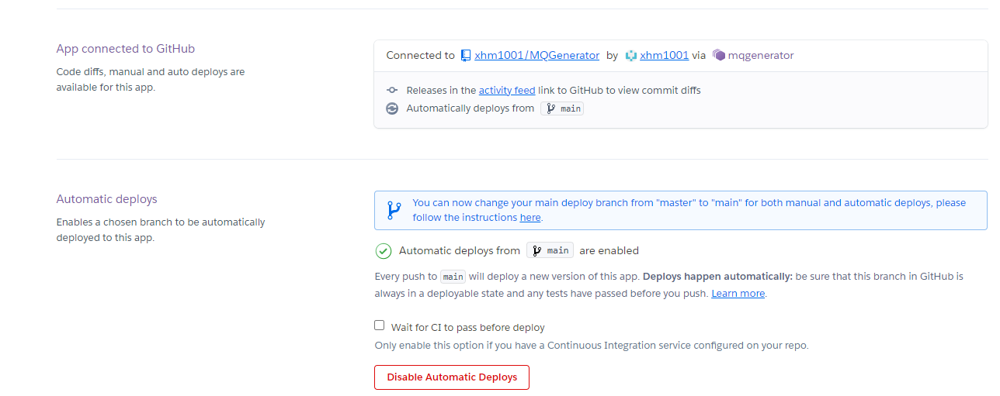 App connected to GitHub
Code diffs, manual and auto deploys are
available for this app.
Connected to xhm1001/MQGenerator by xhm1001 via mqgenerator
Releases in the activity feed link to GitHub to view commit diffs
Automatically deploys from main
Automatic deploys
Enables a chosen branch to be automatically
deployed to this app.
You can now change your main deploy branch from "master" to "main" for both manual and automatic deploys, please
follow the instructions here.
Automatic deploys from main are enabled
Every push to main will deploy a new version of this app. Deploys happen automatically: be sure that this branch in GitHub is
always in a deployable state and any tests have passed before you push. Learn more.
Wait for CI to pass before deploy
Only enable this option if you have a Continuous Integration service configured on your repo.
Disable Automatic Deploys